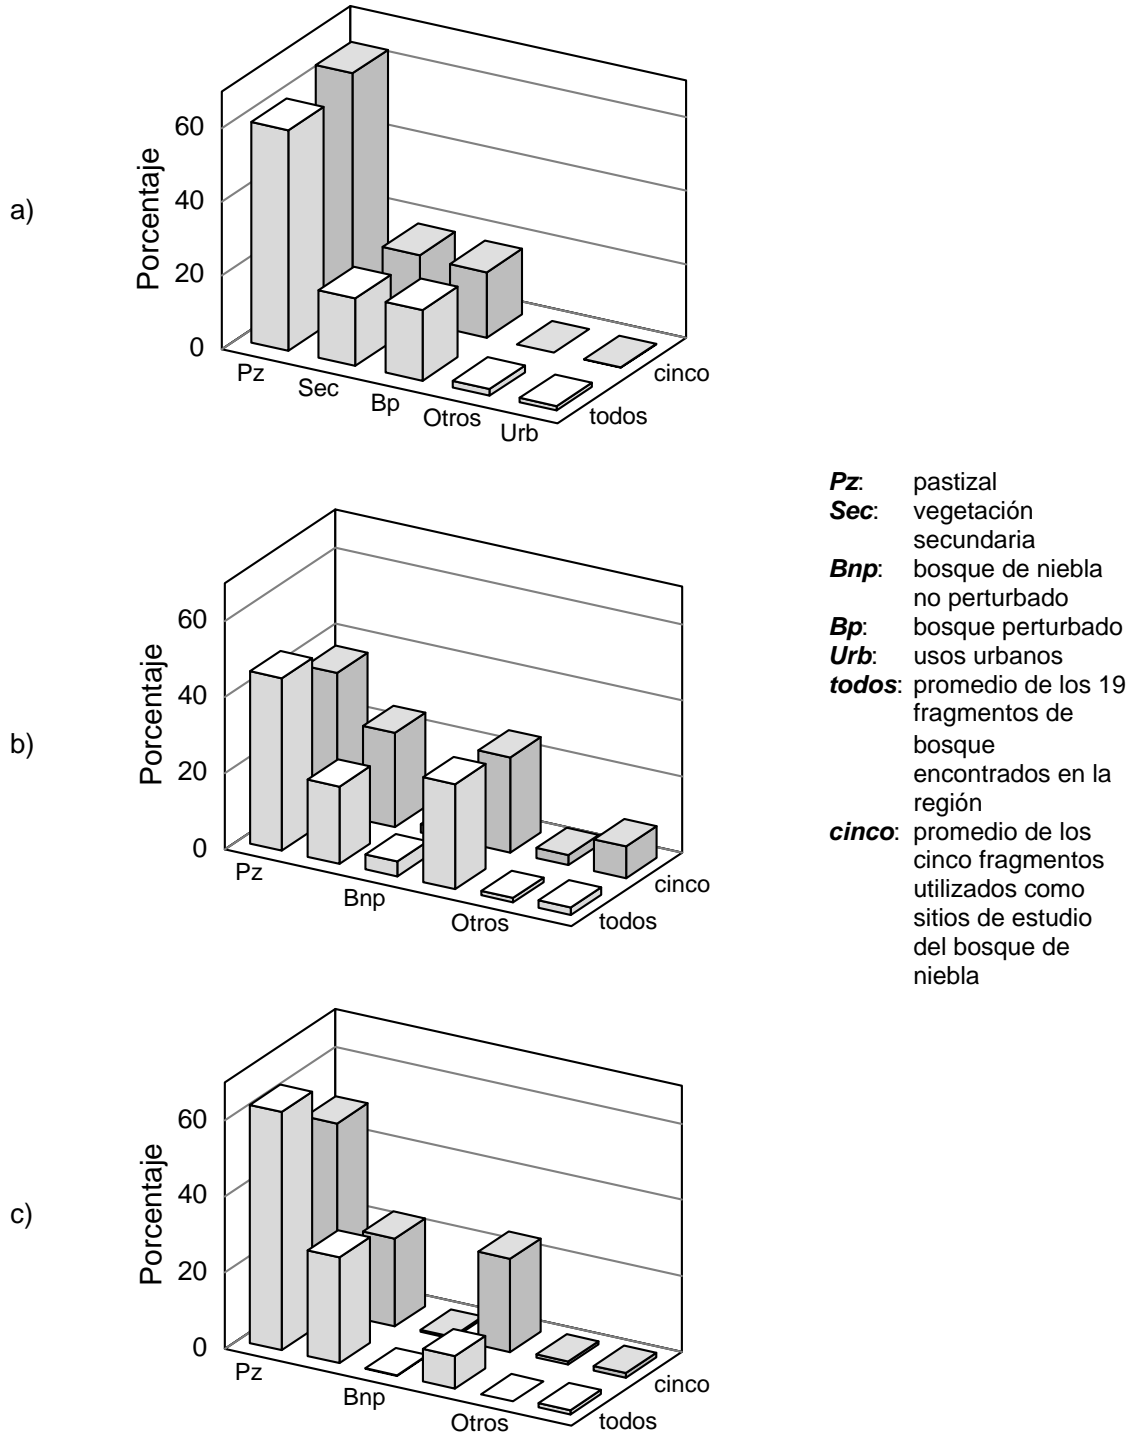 a)
Porcentaje
60
40
20
0
Pz
Sec
Bp
Otros
Urb
todos
cinco
b)
Porcentaje
60
40
20
0
Pz
Bnp
Otros
todos
cinco
Pz: pastizal
Sec: vegetación
secundaria
Bnp: bosque de niebla
no perturbado
Bp: bosque perturbado
Urb: usos urbanos
todos: promedio de los 19
fragmentos de
bosque
encontrados en la
región
cinco: promedio de los
cinco fragmentos
utilizados como
sitios de estudio
del bosque de
niebla
c)
Porcentaje
60
40
20
0
Pz
Bnp
Otros
todos
cinco